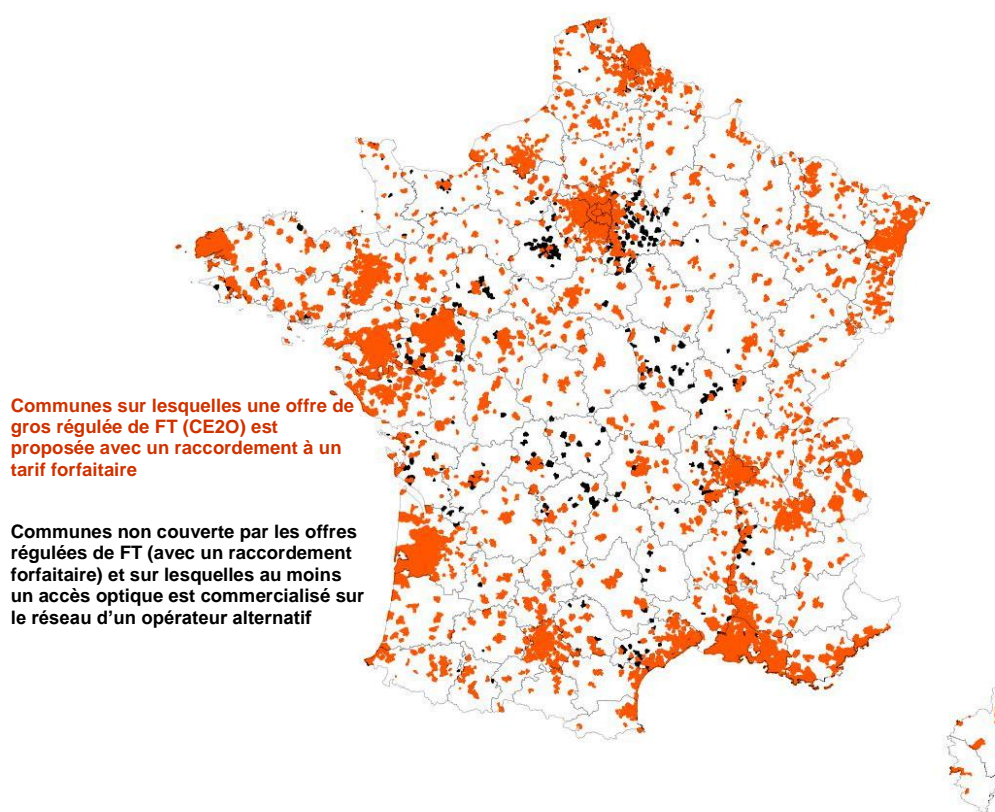 Communes sur lesquelles une offre de
gros régulée de FT (CE2O) est
proposée avec un raccordement à un
tarif forfaitaire
Communes non couverte par les offres
régulées de FT (avec un raccordement
forfaitaire) et sur lesquelles au moins
un accès optique est commercialisé sur
le réseau d’un opérateur alternatif